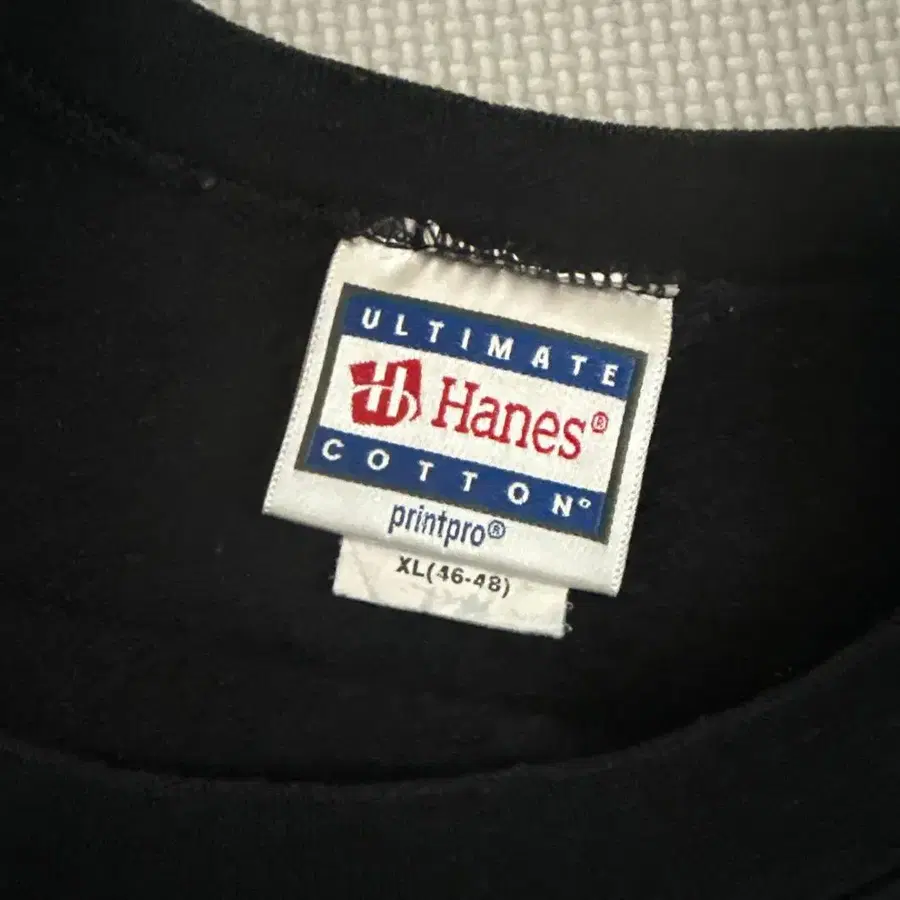 ULTIMATE
Hanes®
COTTON®
printpro®
XL(46-48)